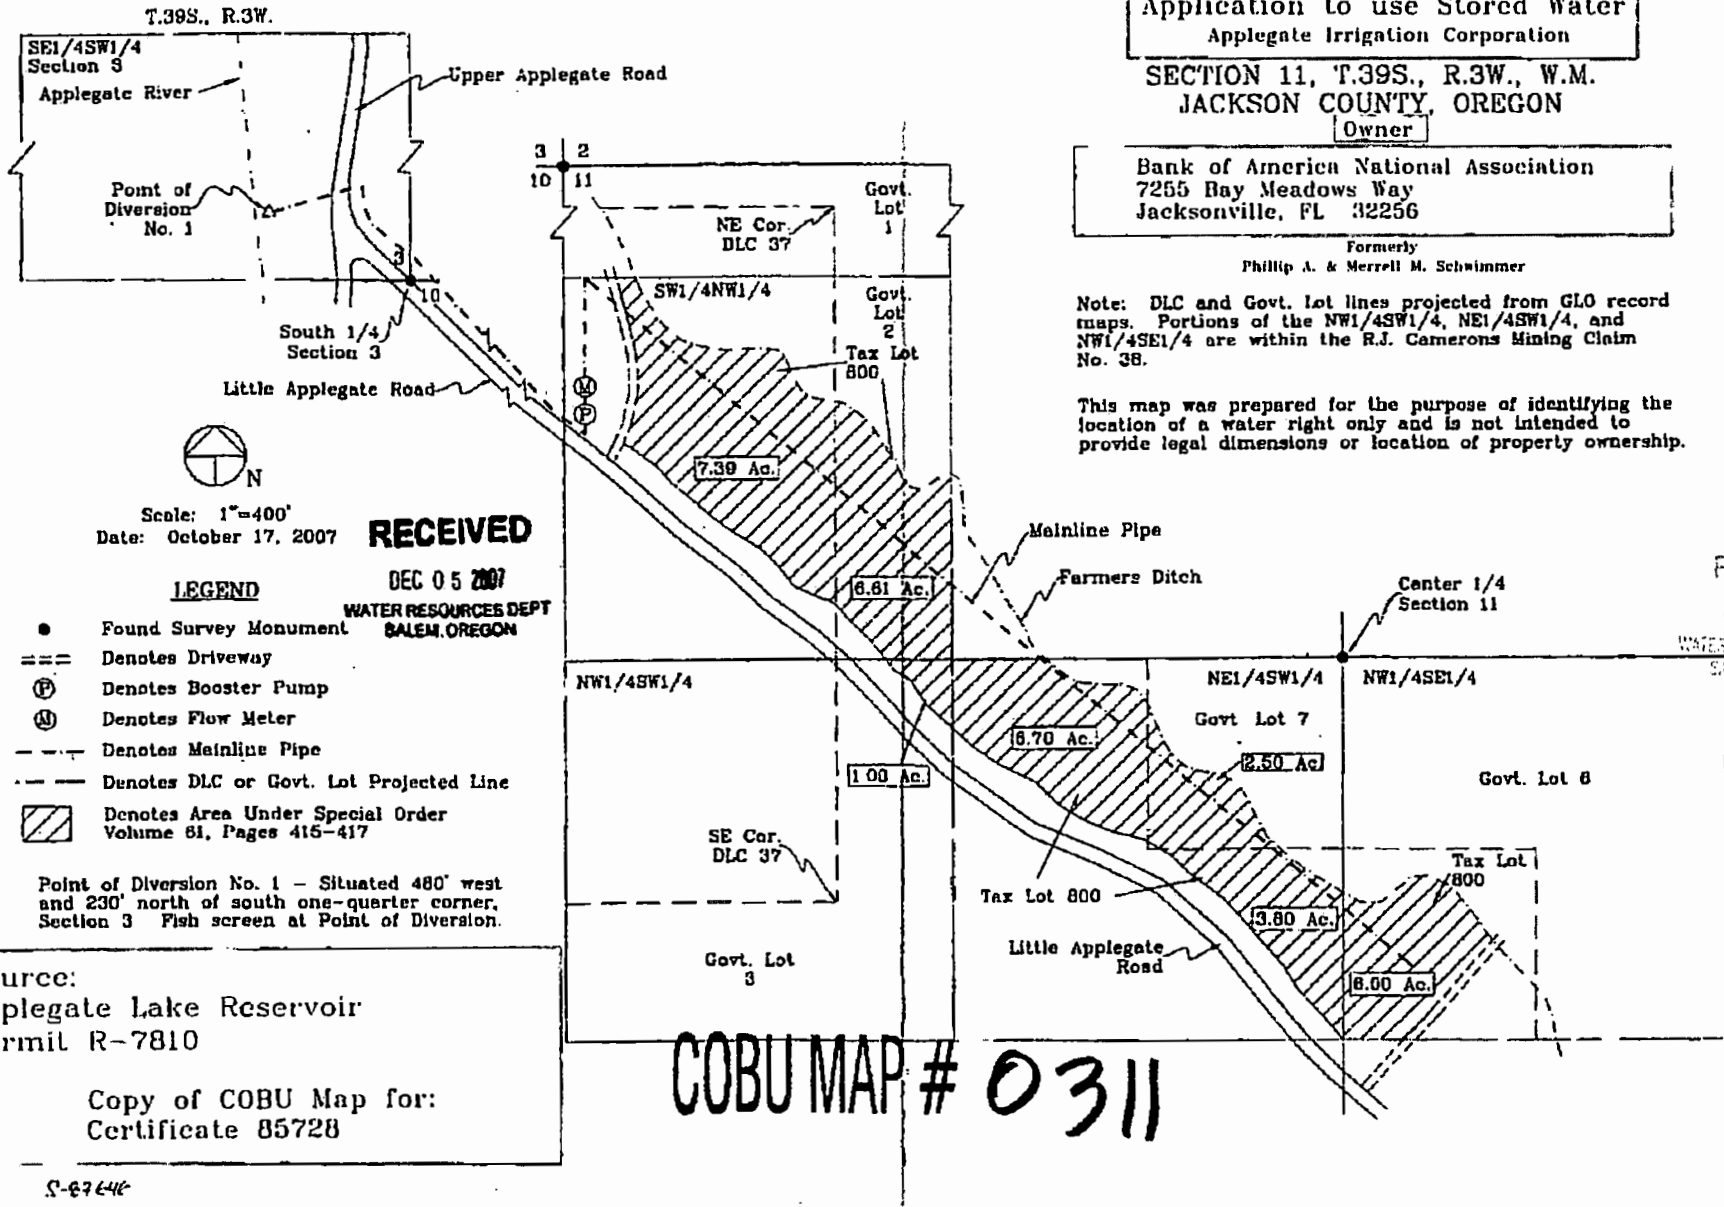 T.39S., R.3W.
SE1/4SW1/4
Section 3
Applegate River
Upper Applegate Road
Point of
Diversion
No. 1
3
10
South 1/4
Section 3
Little Applegate Road
N
Scale: 1"=400'
Date: October 17, 2007
RECEIVED
DEC 05 2007
WATER RESOURCES DEPT
SALEM, OREGON
LEGEND
Found Survey Monument
Denotes Driveway
P Denotes Booster Pump
M Denotes Flow Meter
Denotes Mainline Pipe
Denotes DLC or Govt. Lot Projected Line
Denotes Area Under Special Order
Volume 61, Pages 415-417
Point of Diversion No. 1 - Situated 480' west
and 230' north of south one-quarter corner,
Section 3 Fish screen at Point of Diversion.
urce:
plegate Lake Reservoir
rmit R-7810
Copy of COBU Map for:
Certificate 85728
Application to use Stored Water
Applegate Irrigation Corporation
SECTION 11, T.39S., R.3W., W.M.
JACKSON COUNTY, OREGON
Owner
Bank of America National Association
7255 Bay Meadows Way
Jacksonville, FL 32256
Formerly
Phillip A. & Merrell M. Schwimmer
Note: DLC and Govt. Lot lines projected from GLO record
maps. Portions of the NW1/4SW1/4, NE1/4SW1/4, and
NW1/4SE1/4 are within the R.J. Camerons Mining Claim
No. 38.
This map was prepared for the purpose of identifying the
location of a water right only and is not intended to
provide legal dimensions or location of property ownership.
3 2
10 11
NE Cor.
DLC 37
Govt.
Lot
1
SW1/4NW1/4
Govt.
Lot
2
Tax Lot
800
M
P
7.39 Ac.
6.61 Ac.
Mainline Pipe
Farmers Ditch
Center 1/4
Section 11
NW1/4SW1/4
NE1/4SW1/4
NW1/4SE1/4
Govt Lot 7
6.70 Ac.
2.50 Ac
1.00 Ac.
Govt. Lot 6
SE Cor.
DLC 37
Tax Lot
800
Tax Lot 800
3.80 Ac.
Little Applegate
Road
Govt. Lot
3
6.00 Ac.
COBU MAP # 0311